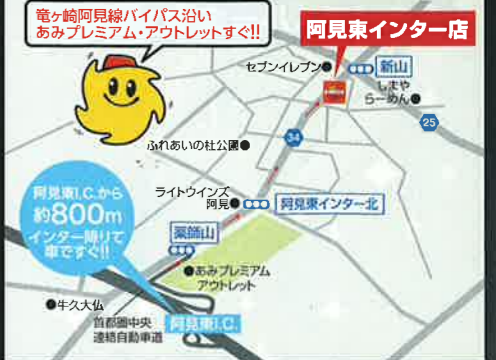 竜ヶ崎阿見線バイパス沿い
あみプレミアム・アウトレットすぐ!!
阿見東インター店
セブンイレブン
新山
しまや
らーめん
34
25
ふれあいの杜公園
阿見東I.C.から
約800m
インター降りて
車ですぐ!!
ライトウインズ
阿見
阿見東インター北
薬師山
あみプレミアム
アウトレット
牛久大仏
首都圏中央
連絡自動車道
阿見東I.C.